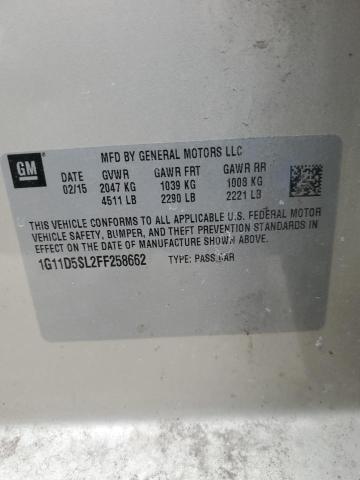 GM
MFD BY GENERAL MOTORS LLC
DATE GVWR GAWR FRT GAWR RR
02/15 2047 KG 1039 KG 1008 KG
4511 LB 2290 LB 2221 LB
THIS VEHICLE CONFORMS TO ALL APPLICABLE U.S. FEDERAL MOTOR
VEHICLE SAFETY, BUMPER, AND THEFT PREVENTION STANDARDS IN
EFFECT ON THE DATE OF MANUFACTURE SHOWN ABOVE.
1G11D5SL2FF258662 TYPE: PASS CAR